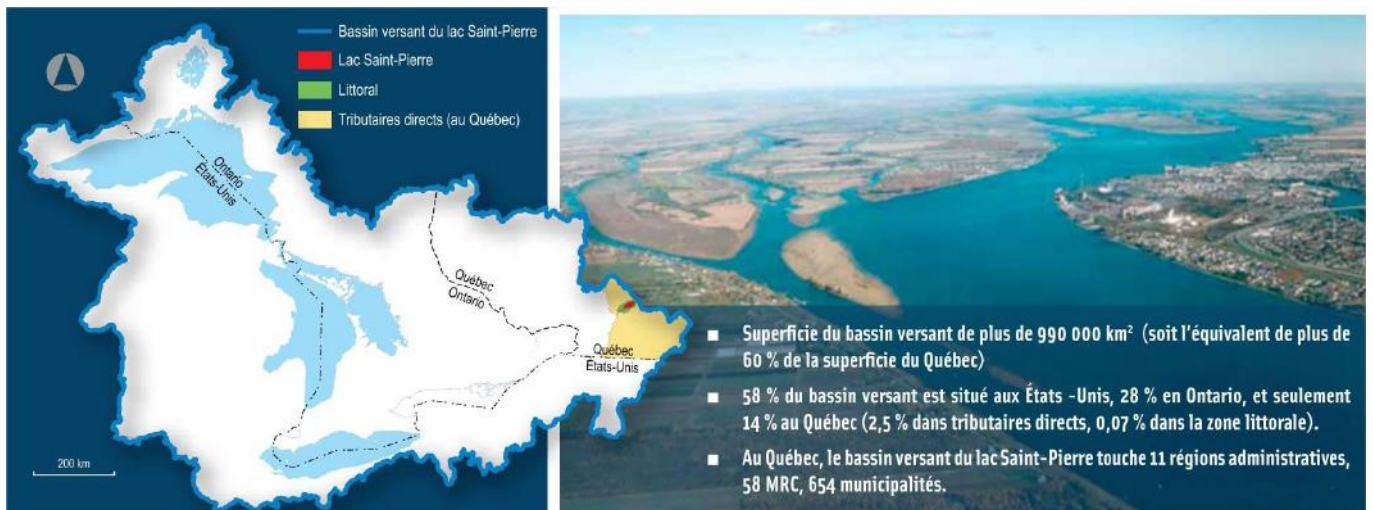 Bassin versant du lac Saint-Pierre
Lac Saint-Pierre
Littoral
Tributaires directs (au Québec)
Ontario
États-Unis
Québec
Ontario
Québec
États-Unis
200 km
▪ Superficie du bassin versant de plus de 990 000 km² (soit l'équivalent de plus de
60 % de la superficie du Québec)
▪ 58 % du bassin versant est situé aux États -Unis, 28 % en Ontario, et seulement
14 % au Québec (2,5 % dans tributaires directs, 0,07 % dans la zone littorale).
▪ Au Québec, le bassin versant du lac Saint-Pierre touche 11 régions administratives,
58 MRC, 654 municipalités.